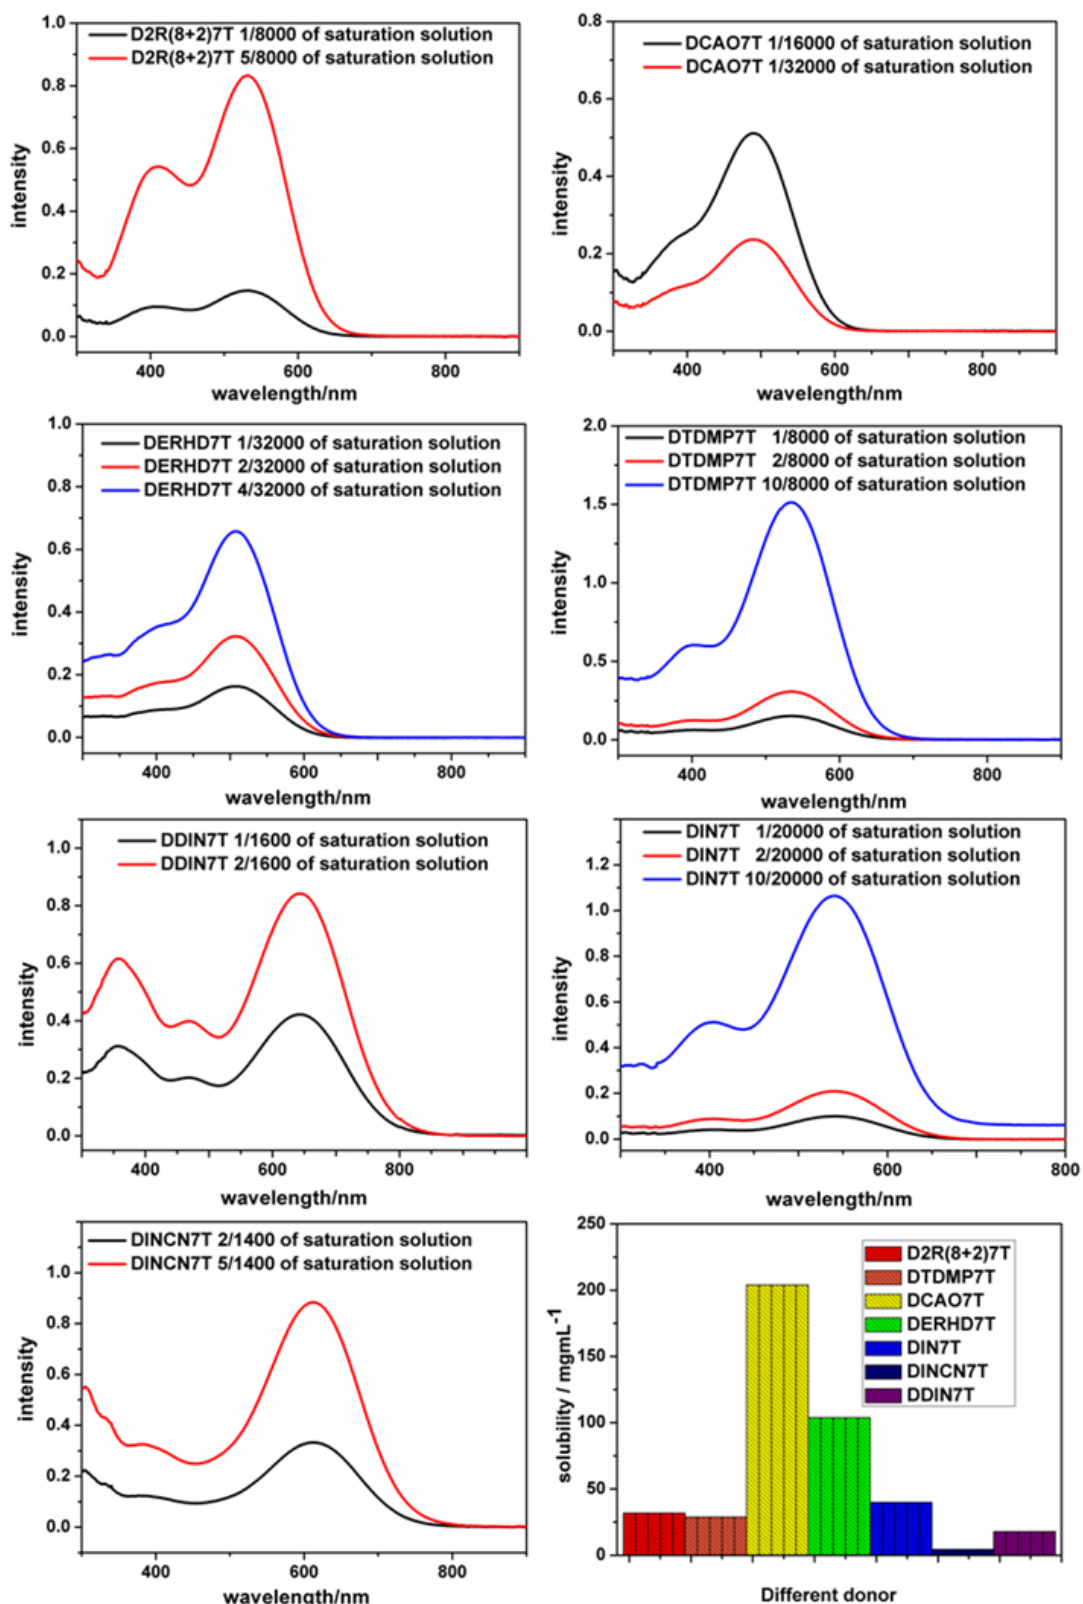 D2R(8+2)7T 1/8000 of saturation solution
D2R(8+2)7T 5/8000 of saturation solution
1.0
0.8
0.6
0.4
0.2
0.0
intensity
400 600 800
wavelength/nm
DCAO7T 1/16000 of saturation solution
DCAO7T 1/32000 of saturation solution
0.8
0.6
0.4
0.2
0.0
intensity
400 600 800
wavelength/nm
DERHD7T 1/32000 of saturation solution
DERHD7T 2/32000 of saturation solution
DERHD7T 4/32000 of saturation solution
1.0
0.8
0.6
0.4
0.2
0.0
intensity
400 600 800
wavelength/nm
DTDMP7T 1/8000 of saturation solution
DTDMP7T 2/8000 of saturation solution
DTDMP7T 10/8000 of saturation solution
2.0
1.5
1.0
0.5
0.0
intensity
400 600 800
wavelength/nm
DDIN7T 1/1600 of saturation solution
DDIN7T 2/1600 of saturation solution
1.0
0.8
0.6
0.4
0.2
0.0
intensity
400 600 800
wavelength/nm
DIN7T 1/20000 of saturation solution
DIN7T 2/20000 of saturation solution
DIN7T 10/20000 of saturation solution
1.2
1.0
0.8
0.6
0.4
0.2
0.0
intensity
400 600 800
wavelength/nm
DINCN7T 2/1400 of saturation solution
DINCN7T 5/1400 of saturation solution
1.0
0.8
0.6
0.4
0.2
0.0
intensity
400 600 800
wavelength/nm
250
200
150
100
50
0
solubility / mgmL⁻¹
D2R(8+2)7T
DTDMP7T
DCAO7T
DERHD7T
DIN7T
DINCN7T
DDIN7T
Different donor